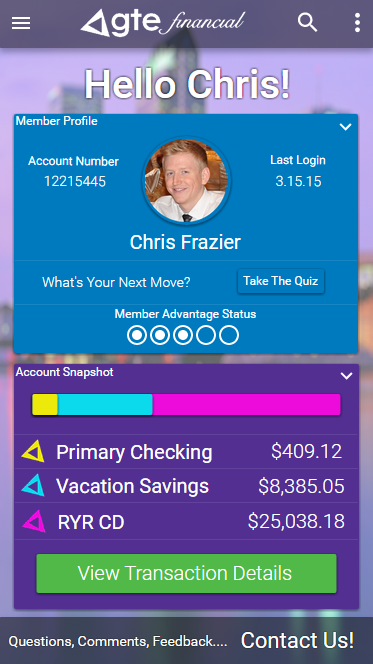 gte financial
Hello Chris!
Member Profile
Account Number
12215445
Last Login
3.15.15
Chris Frazier
What's Your Next Move?
Take The Quiz
Member Advantage Status
Account Snapshot
Primary Checking $409.12
Vacation Savings $8,385.05
RYR CD $25,038.18
View Transaction Details
Questions, Comments, Feedback.... Contact Us!